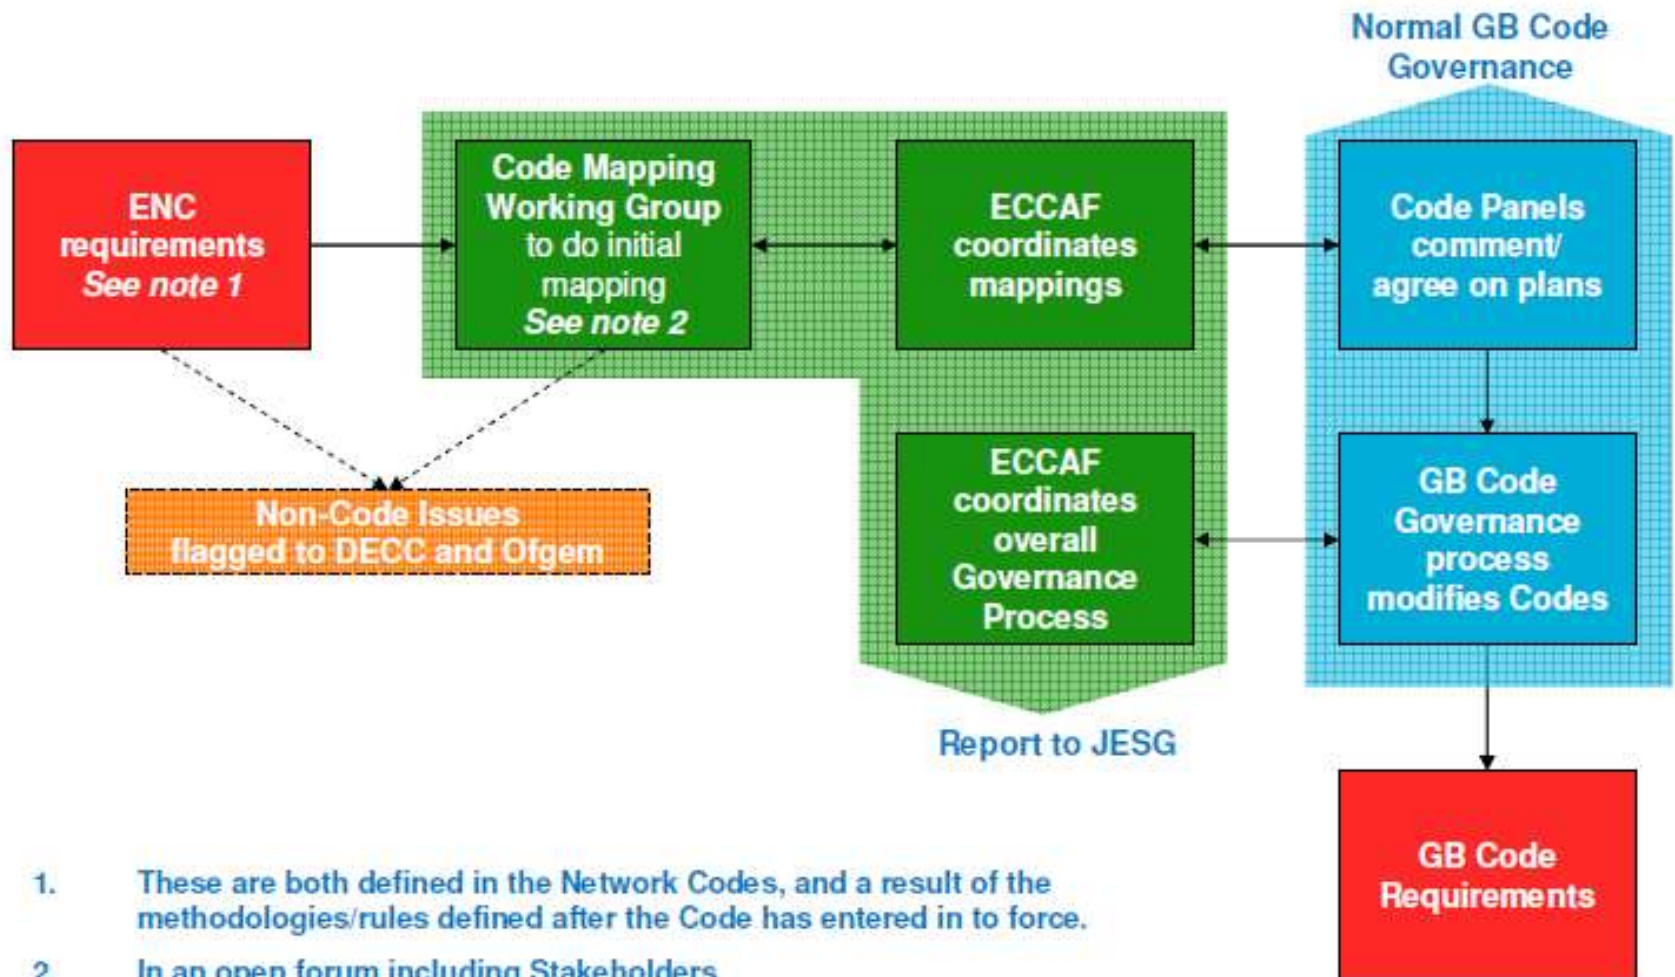 Normal GB Code
Governance
ENC
requirements
See note 1
Code Mapping
Working Group
to do initial
mapping
See note 2
ECCAF
coordinates
mappings
Code Panels
comment/
agree on plans
Non-Code Issues
flagged to DECC and Ofgem
ECCAF
coordinates
overall
Governance
Process
GB Code
Governance
process
modifies Codes
Report to JESG
GB Code
Requirements
1. These are both defined in the Network Codes, and a result of the
methodologies/rules defined after the Code has entered in to force.
2. In an open forum including Stakeholders